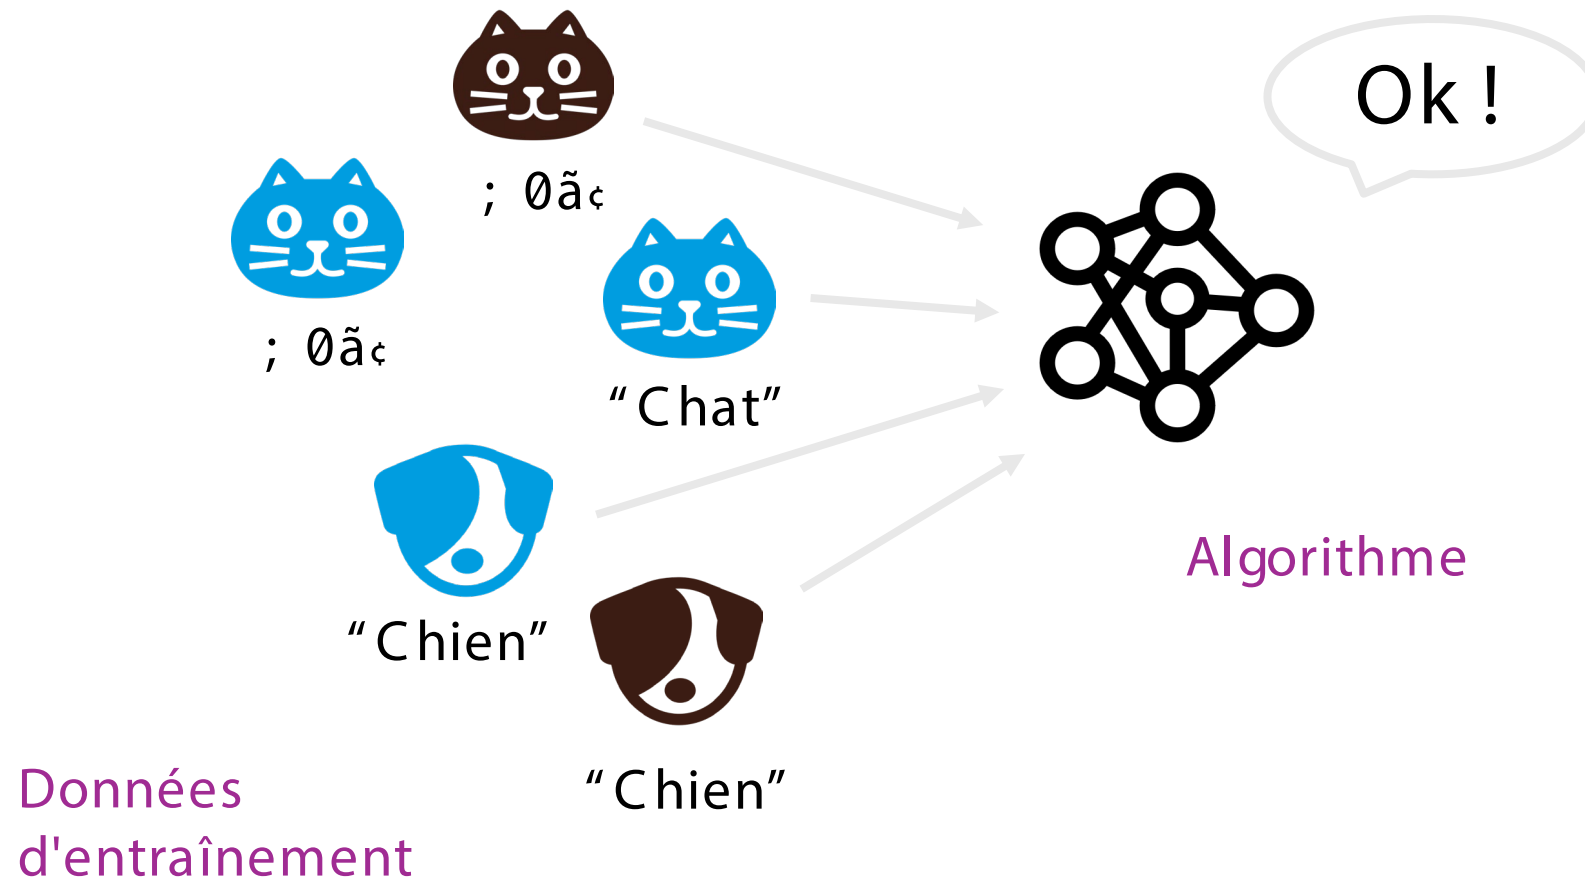 Ok !
; 0ã¢
; 0ã¢
“Chat”
“Chien”
“Chien”
Algorithme
Données
d'entraînement